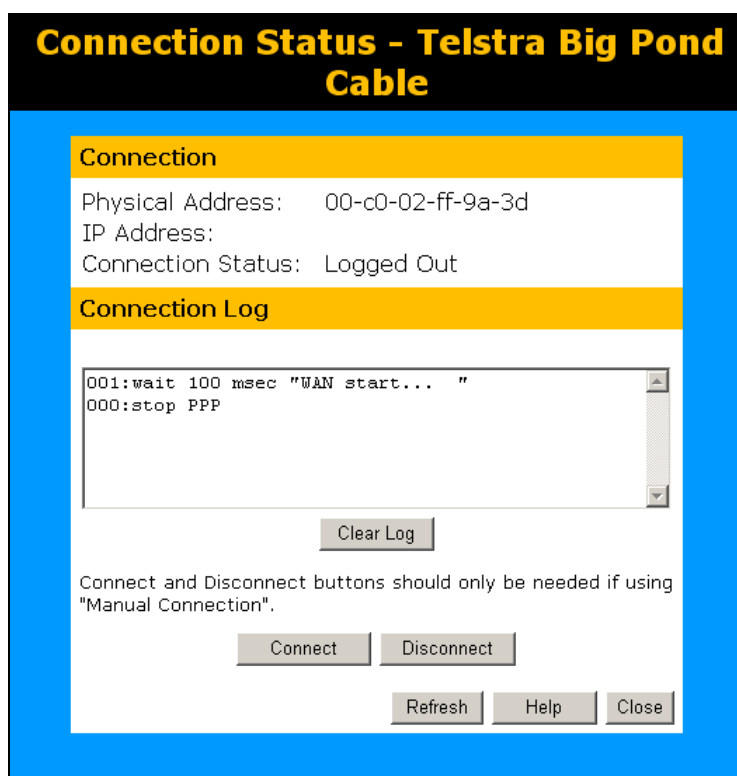 Connection Status - Telstra Big Pond
Cable
Connection
Physical Address: 00-c0-02-ff-9a-3d
IP Address:
Connection Status: Logged Out
Connection Log
001:wait 100 msec "WAN start... "
000:stop PPP
Clear Log
Connect and Disconnect buttons should only be needed if using
"Manual Connection".
Connect Disconnect
Refresh Help Close